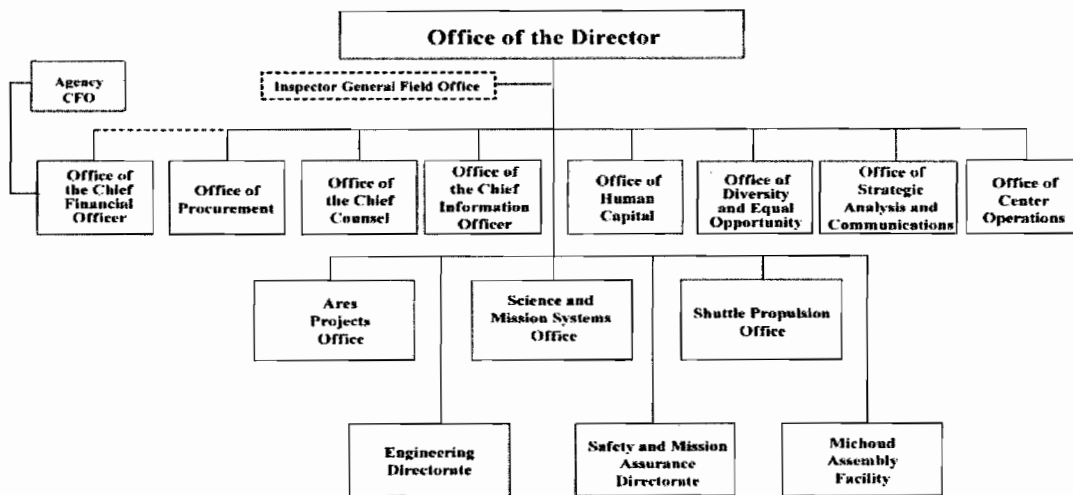 Office of the Director
Agency
CFO
Inspector General Field Office
Office of
the Chief
Financial
Officer
Office of
Procurement
Office of
the Chief
Counsel
Office of
the Chief
Information
Officer
Office of
Human
Capital
Office of
Diversity
and Equal
Opportunity
Office of
Strategic
Analysis and
Communications
Office of
Center
Operations
Ares
Projects
Office
Science and
Mission Systems
Office
Shuttle Propulsion
Office
Engineering
Directorate
Safety and Mission
Assurance
Directorate
Michoud
Assembly
Facility